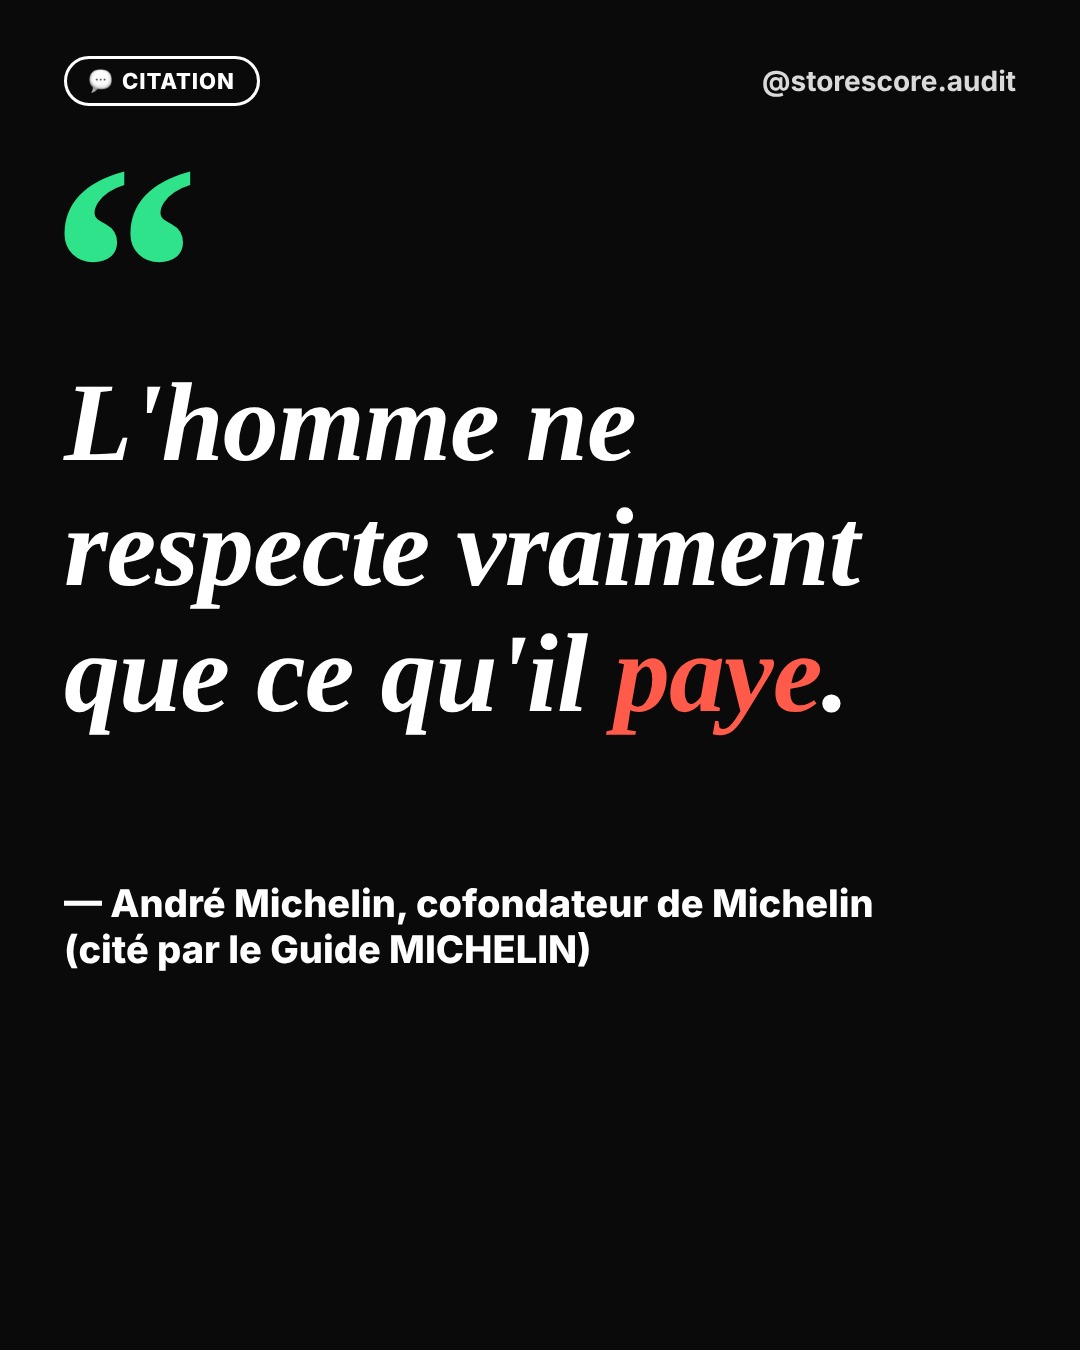 💬 CITATION
@storescore.audit
“
L'homme ne
respecte vraiment
que ce qu'il paye.
— André Michelin, cofondateur de Michelin
(cité par le Guide MICHELIN)